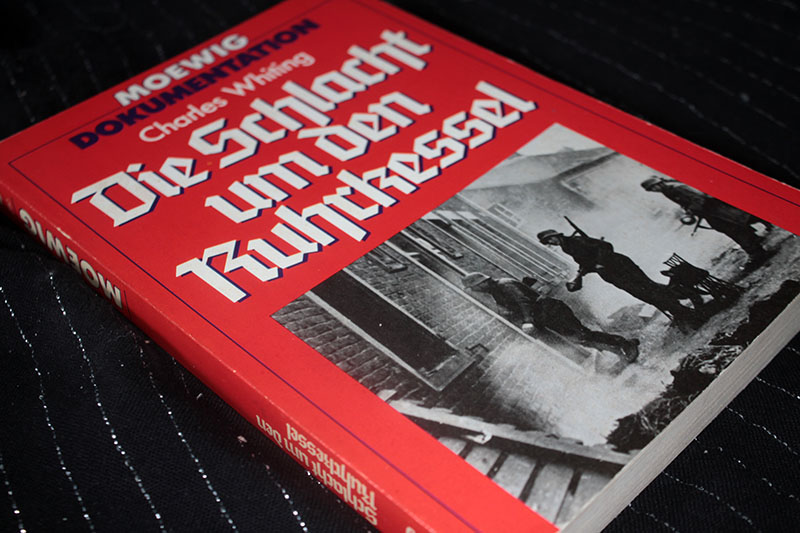 MOEWIG
DOKUMENTATION
Charles Whiting
Die Schlacht
um den
Ruhrkessel
MOEWIG
Schlacht um den
Ruhrkessel